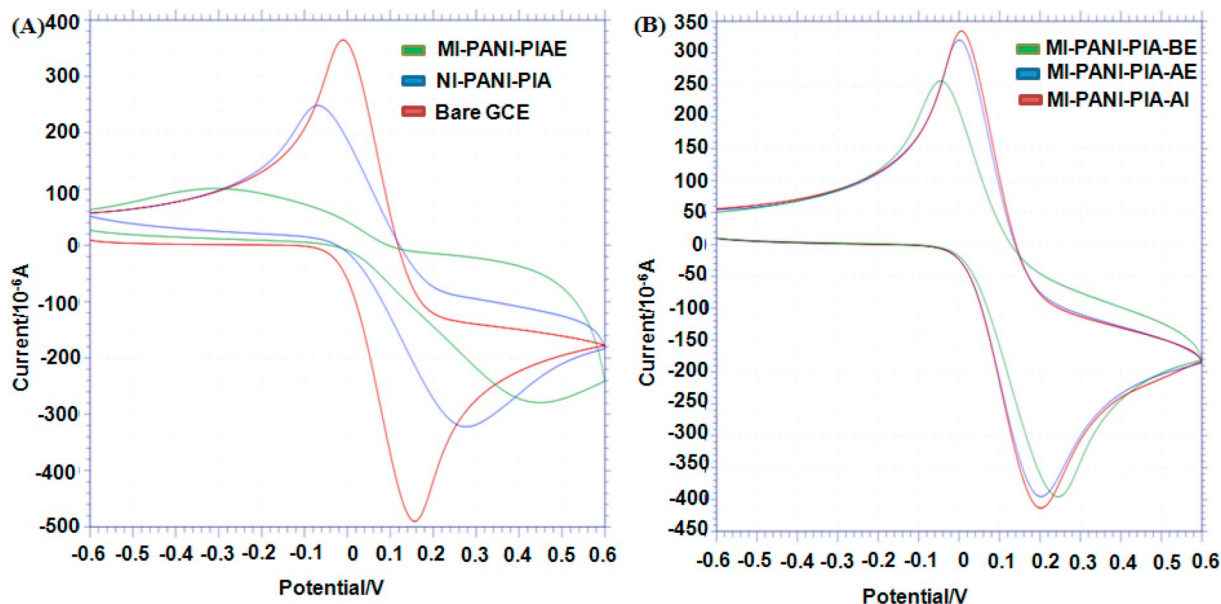 (A)
MI-PANI-PIAE
NI-PANI-PIA
Bare GCE
Current/10⁻⁶A
400
300
200
100
0
-100
-200
-300
-400
-500
-0.6 -0.5 -0.4 -0.3 -0.2 -0.1 0 0.1 0.2 0.3 0.4 0.5 0.6
Potential/V
(B)
MI-PANI-PIA-BE
MI-PANI-PIA-AE
MI-PANI-PIA-AI
Current/10⁻⁶A
350
300
250
200
150
100
50
0
-50
-100
-150
-200
-250
-300
-350
-400
-450
-0.6 -0.5 -0.4 -0.3 -0.2 -0.1 0 0.1 0.2 0.3 0.4 0.5 0.6
Potential/V